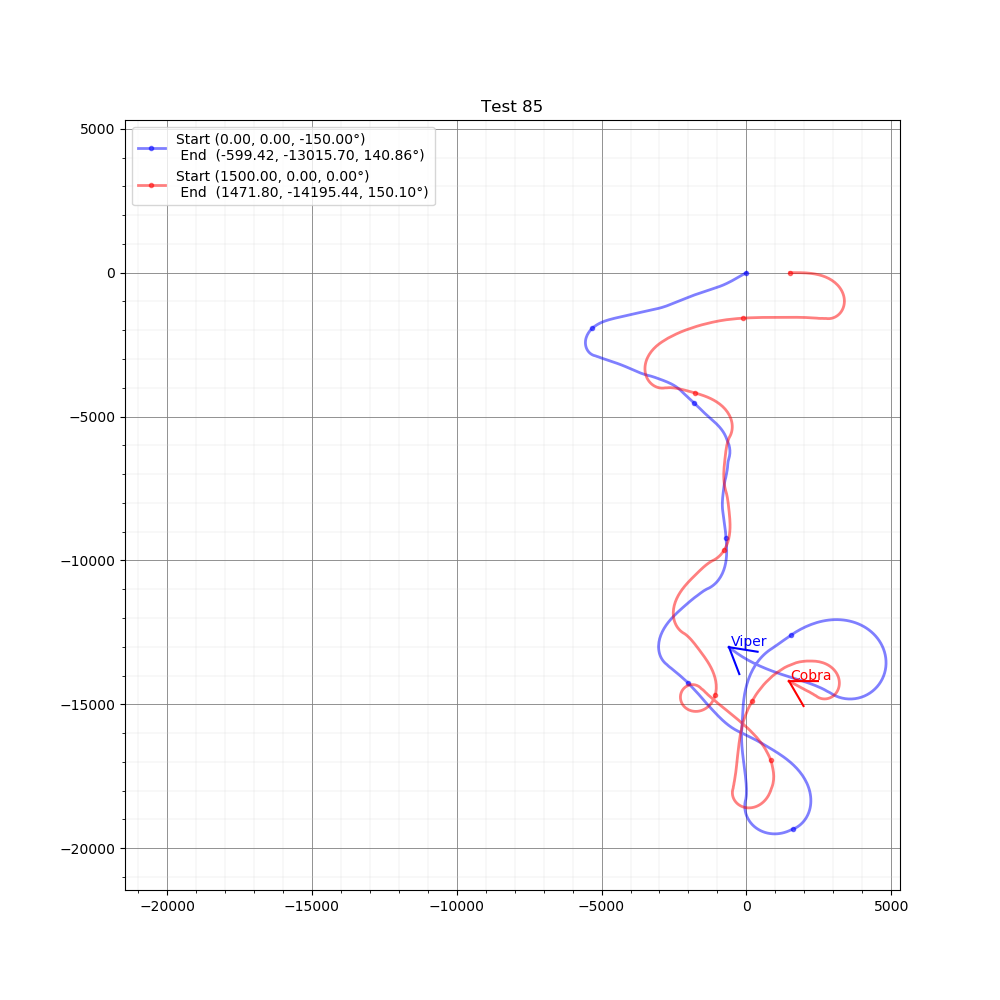 Test 85
Start (0.00, 0.00, -150.00°)
End (-599.42, -13015.70, 140.86°)
Start (1500.00, 0.00, 0.00°)
End (1471.80, -14195.44, 150.10°)
5000
0
−5000
−10000
−15000
−20000
Viper
Cobra
−20000 −15000 −10000 −5000 0 5000